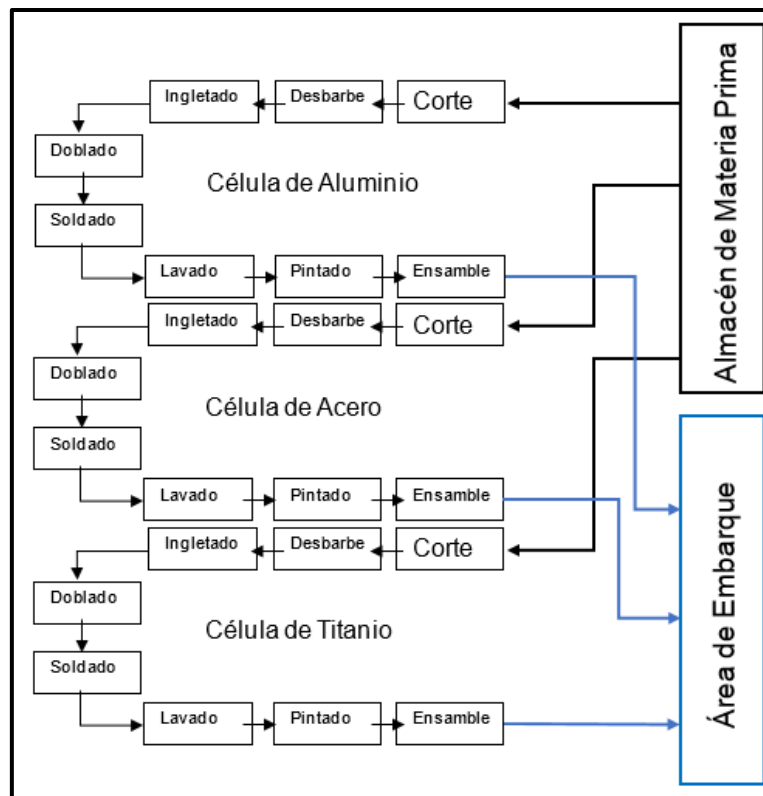 Ingletado
Desbarbe
Corte
Doblado
Célula de Aluminio
Soldado
Lavado
Pintado
Ensamble
Ingletado
Desbarbe
Corte
Doblado
Célula de Acero
Soldado
Lavado
Pintado
Ensamble
Ingletado
Desbarbe
Corte
Doblado
Célula de Titanio
Soldado
Lavado
Pintado
Ensamble
Almacén de Materia Prima
Área de Embarque